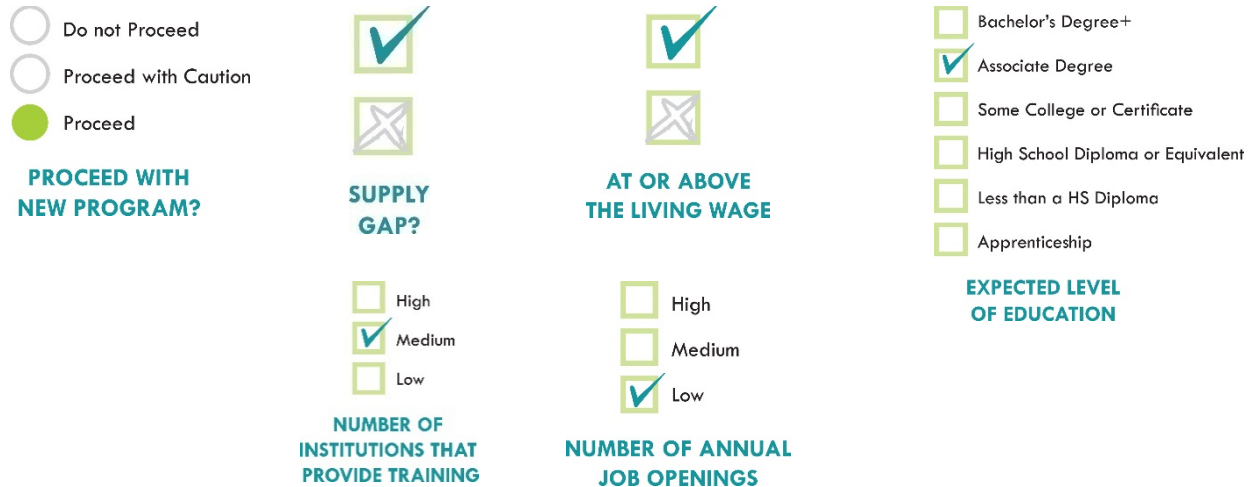 Do not Proceed
Proceed with Caution
Proceed
PROCEED WITH
NEW PROGRAM?
SUPPLY
GAP?
AT OR ABOVE
THE LIVING WAGE
Bachelor's Degree+
Associate Degree
Some College or Certificate
High School Diploma or Equivalent
Less than a HS Diploma
Apprenticeship
EXPECTED LEVEL
OF EDUCATION
High
Medium
Low
NUMBER OF
INSTITUTIONS THAT
PROVIDE TRAINING
High
Medium
Low
NUMBER OF ANNUAL
JOB OPENINGS